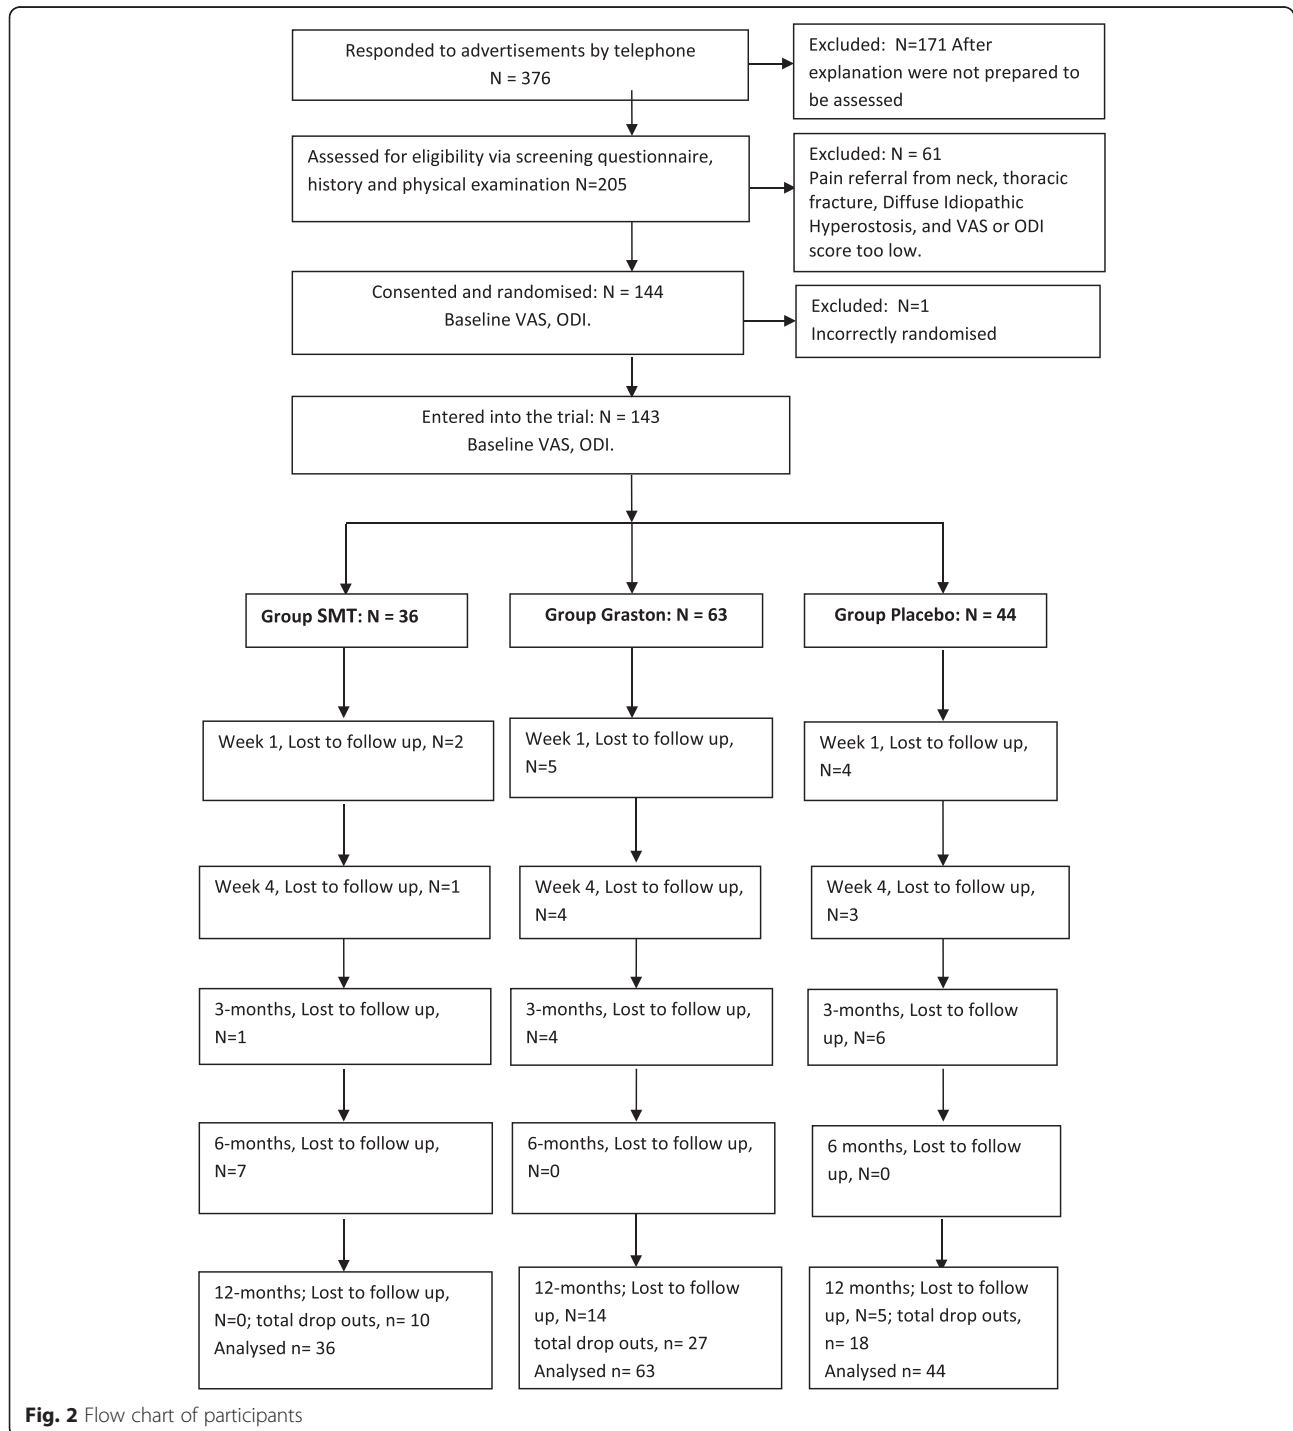 Responded to advertisements by telephone
N = 376
Excluded:  N=171 After
explanation were not prepared to
be assessed
Assessed for eligibility via screening questionnaire,
history and physical examination N=205
Excluded: N = 61
Pain referral from neck, thoracic
fracture, Diffuse Idiopathic
Hyperostosis, and VAS or ODI
score too low.
Consented and randomised: N = 144
Baseline VAS, ODI.
Excluded:  N=1
Incorrectly randomised
Entered into the trial: N = 143
Baseline VAS, ODI.
Group SMT: N = 36
Group Graston: N = 63
Group Placebo: N = 44
Week 1, Lost to follow up, N=2
Week 1, Lost to follow up,
N=5
Week 1, Lost to follow up,
N=4
Week 4, Lost to follow up, N=1
Week 4, Lost to follow up,
N=4
Week 4, Lost to follow up,
N=3
3-months, Lost to follow up,
N=1
3-months, Lost to follow up,
N=4
3-months, Lost to follow
up, N=6
6-months, Lost to follow up,
N=7
6-months, Lost to follow up,
N=0
6 months, Lost to follow
up, N=0
12-months; Lost to follow up,
N=0; total drop outs, n= 10
Analysed n= 36
12-months; Lost to follow
up, N=14
total drop outs, n= 27
Analysed n= 63
12 months; Lost to follow
up, N=5; total drop outs,
n= 18
Analysed n= 44
Fig. 2 Flow chart of participants